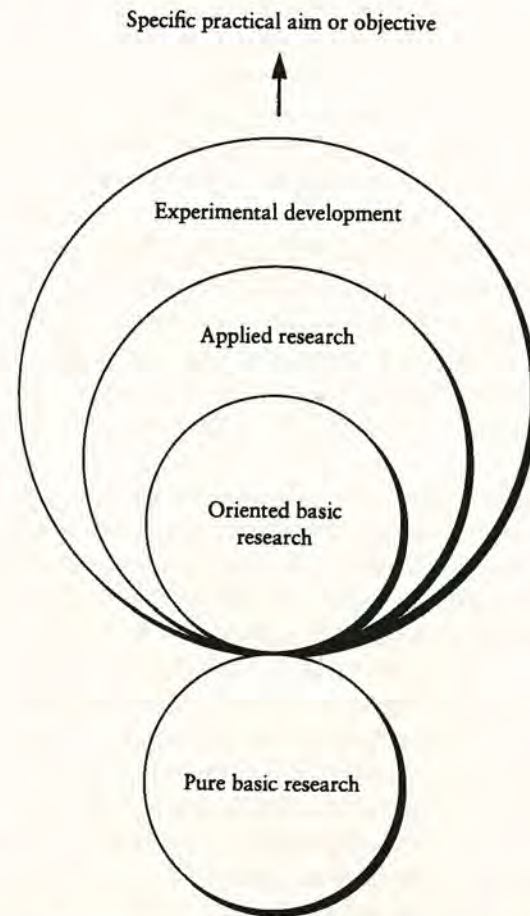 Specific practical aim or objective
Experimental development
Applied research
Oriented basic
research
Pure basic research